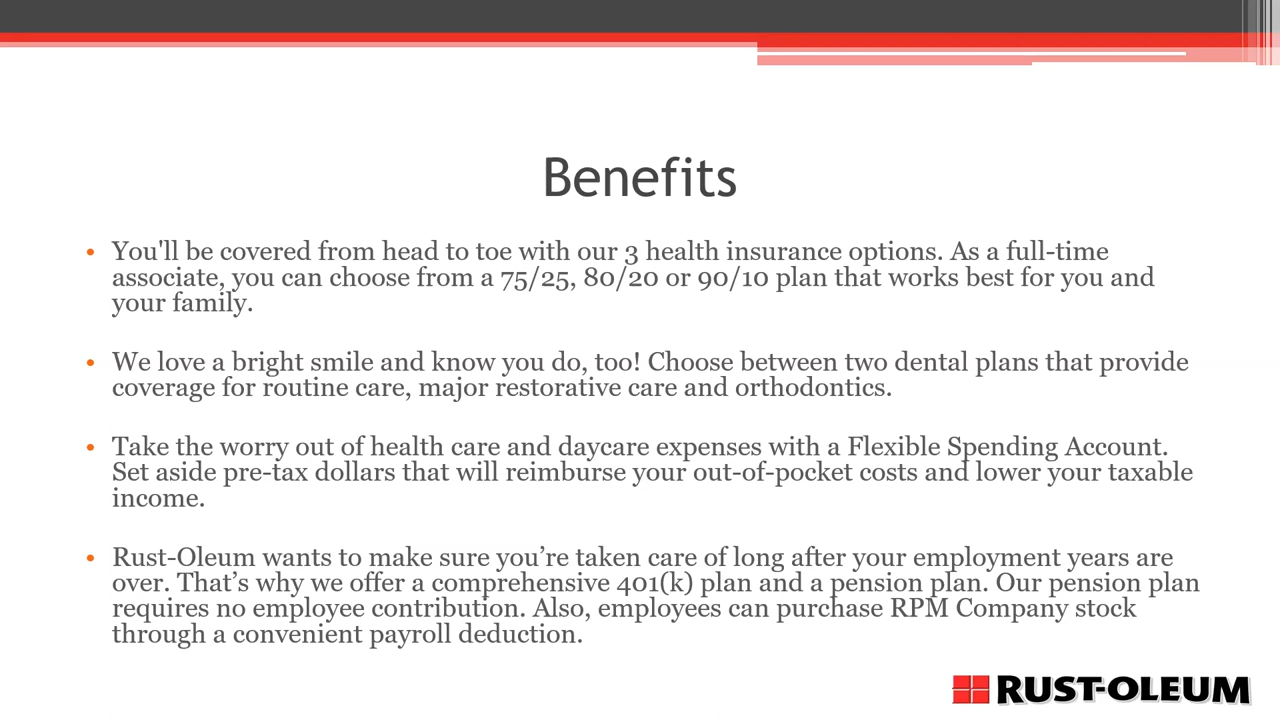 Benefits
• You'll be covered from head to toe with our 3 health insurance options. As a full-time
associate, you can choose from a 75/25, 80/20 or 90/10 plan that works best for you and
your family.
• We love a bright smile and know you do, too! Choose between two dental plans that provide
coverage for routine care, major restorative care and orthodontics.
• Take the worry out of health care and daycare expenses with a Flexible Spending Account.
Set aside pre-tax dollars that will reimburse your out-of-pocket costs and lower your taxable
income.
• Rust-Oleum wants to make sure you’re taken care of long after your employment years are
over. That’s why we offer a comprehensive 401(k) plan and a pension plan. Our pension plan
requires no employee contribution. Also, employees can purchase RPM Company stock
through a convenient payroll deduction.
RUST-OLEUM